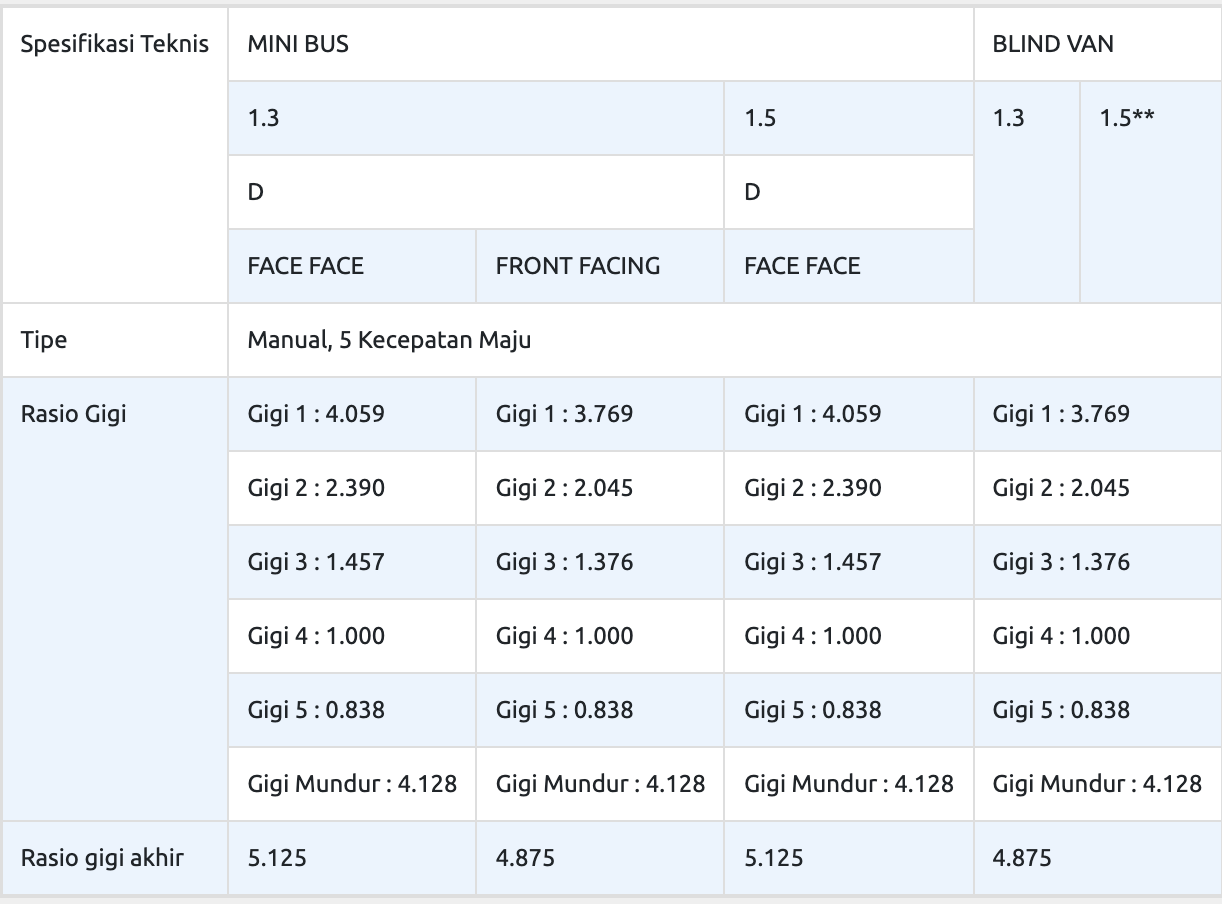 Spesifikasi Teknis MINI BUS BLIND VAN
1.3 1.5 1.3 1.5**
D D
FACE FACE FRONT FACING FACE FACE
Tipe Manual, 5 Kecepatan Maju
Rasio Gigi Gigi 1 : 4.059 Gigi 1 : 3.769 Gigi 1 : 4.059 Gigi 1 : 3.769
Gigi 2 : 2.390 Gigi 2 : 2.045 Gigi 2 : 2.390 Gigi 2 : 2.045
Gigi 3 : 1.457 Gigi 3 : 1.376 Gigi 3 : 1.457 Gigi 3 : 1.376
Gigi 4 : 1.000 Gigi 4 : 1.000 Gigi 4 : 1.000 Gigi 4 : 1.000
Gigi 5 : 0.838 Gigi 5 : 0.838 Gigi 5 : 0.838 Gigi 5 : 0.838
Gigi Mundur : 4.128 Gigi Mundur : 4.128 Gigi Mundur : 4.128 Gigi Mundur : 4.128
Rasio gigi akhir 5.125 4.875 5.125 4.875